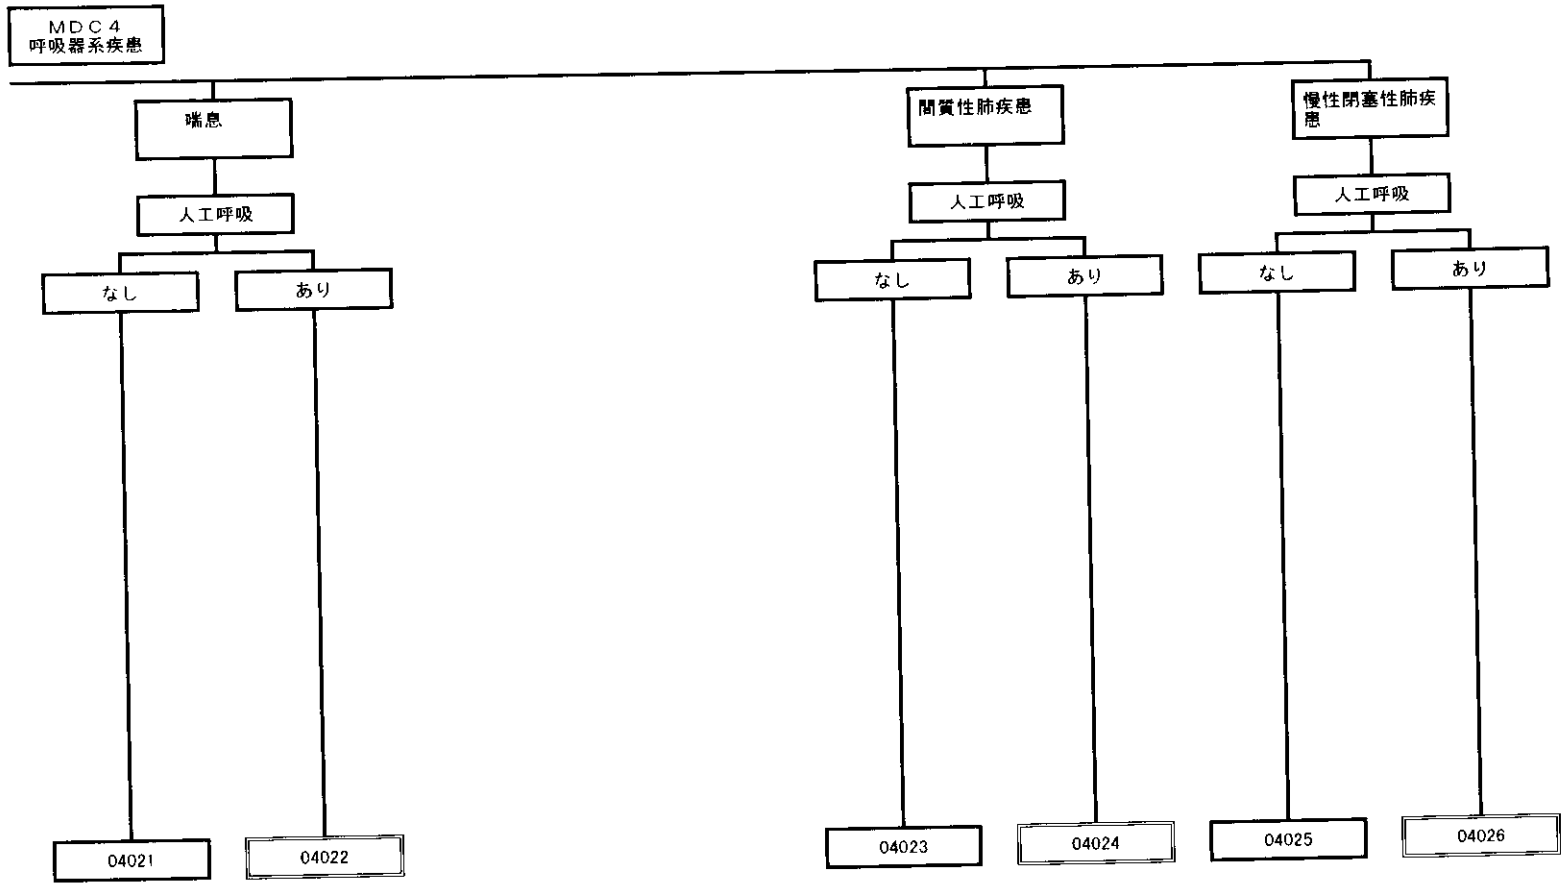 MDC4
呼吸器系疾患
喘息
間質性肺疾患
慢性閉塞性肺疾
患
人工呼吸
人工呼吸
人工呼吸
なし
あり
なし
あり
なし
あり
04021
04022
04023
04024
04025
04026